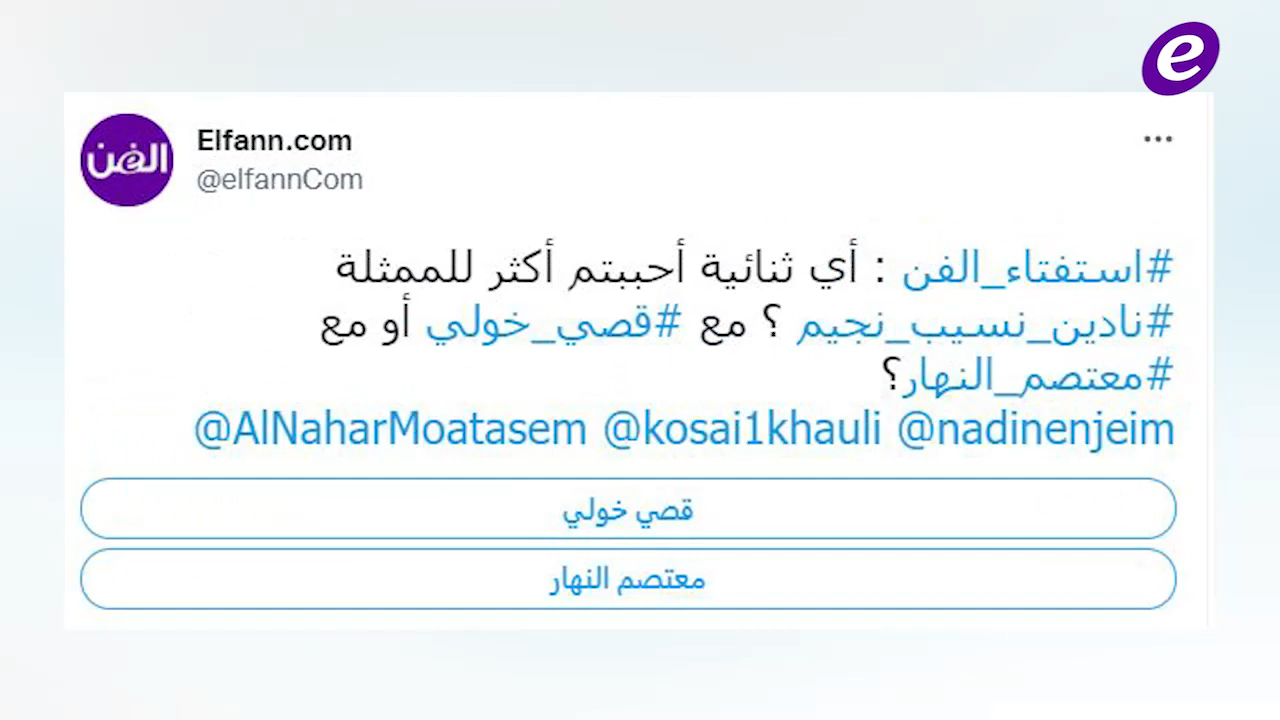 e
الفن
Elfann.com
@elfannCom
#استفتاء_الفن : أي ثنائية أحببتم أكثر للممثلة
#نادين_نسيب_نجيم ؟ مع #قصي_خولي أو مع
#معتصم_النهار؟
@AlNaharMoatasem @kosai1khauli @nadinenjeim
قصي خولي
معتصم النهار